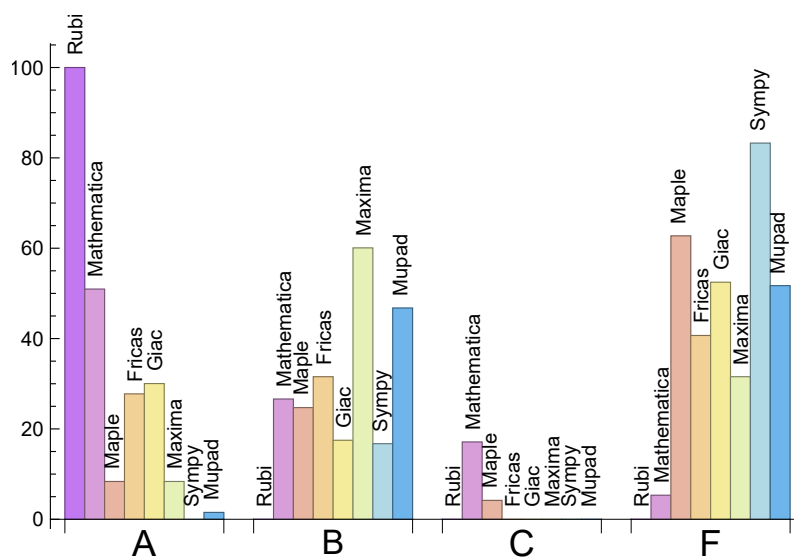 100
80
60
40
20
0
Rubi
Mathematica
Maple
Fricas
Giac
Maxima
Sympy
Mupad
Rubi
Mathematica
Maple
Fricas
Giac
Maxima
Sympy
Mupad
Rubi
Mathematica
Maple
Fricas
Giac
Maxima
Sympy
Mupad
Rubi
Mathematica
Maple
Fricas
Giac
Maxima
Sympy
Mupad
A
B
C
F